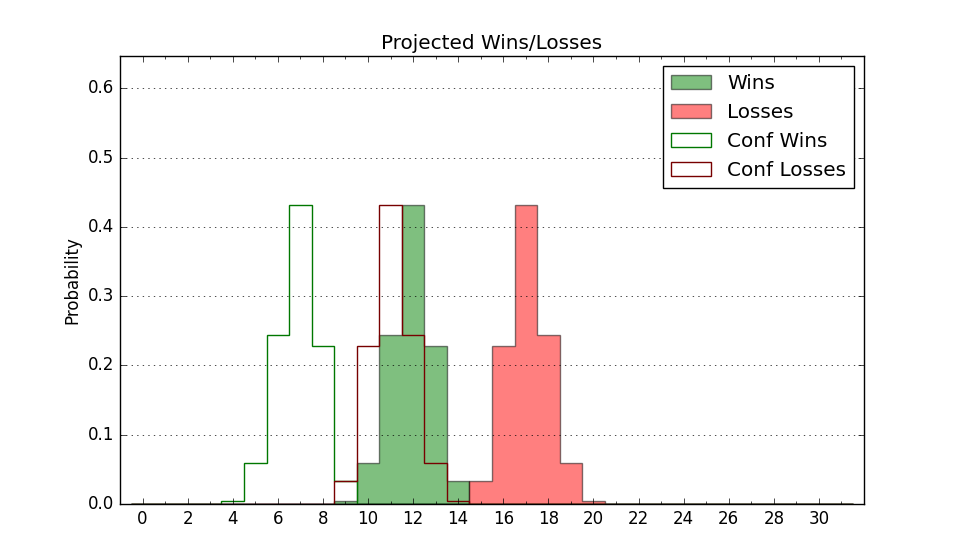 Projected Wins/Losses
Wins
Losses
Conf Wins
Conf Losses
Probability
0.6
0.5
0.4
0.3
0.2
0.1
0.0
0 2 4 6 8 10 12 14 16 18 20 22 24 26 28 30